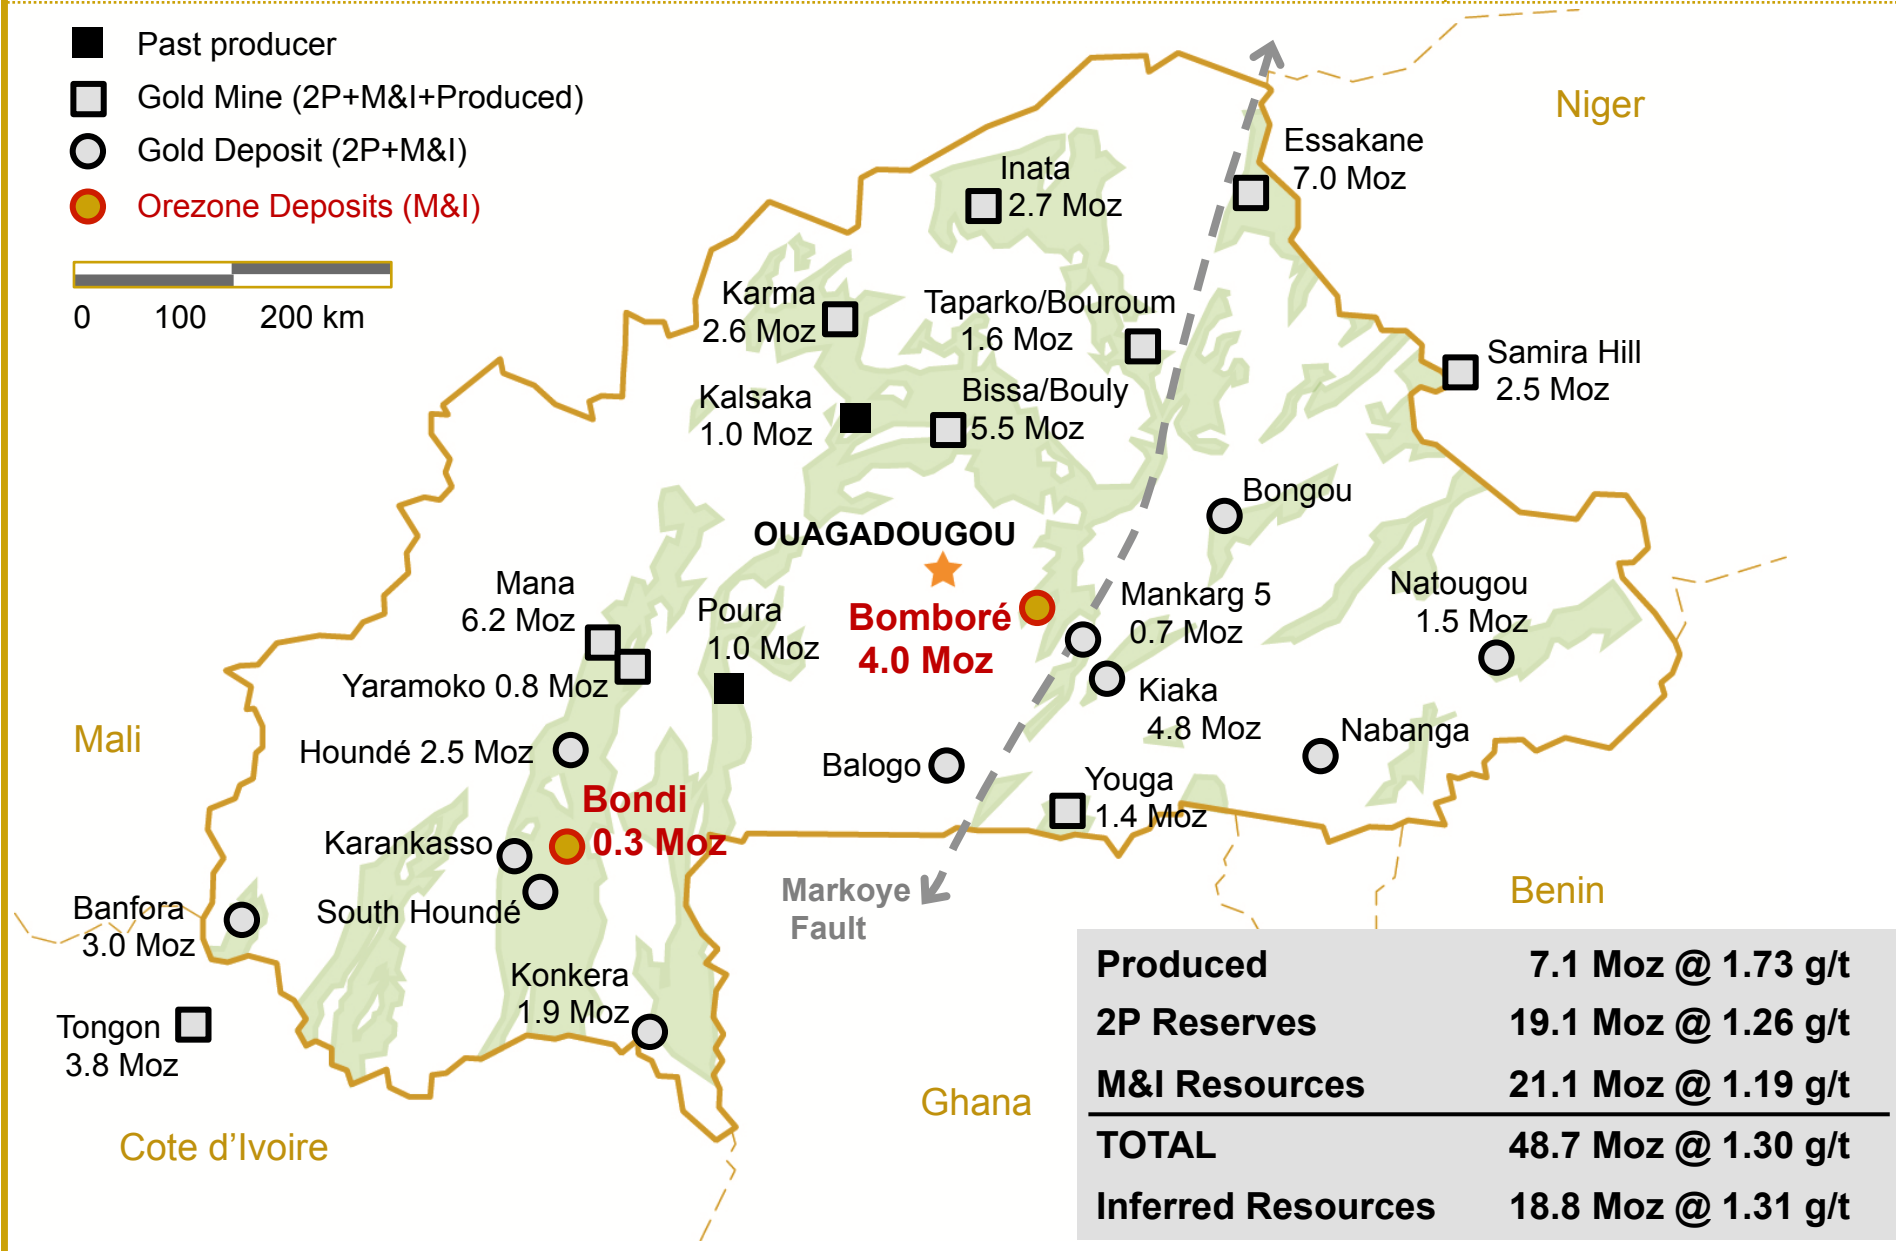 Past producer
Gold Mine (2P+M&I+Produced)
Gold Deposit (2P+M&I)
Orezone Deposits (M&I)
0 100 200 km
Niger
Essakane
7.0 Moz
Inata
2.7 Moz
Karma
2.6 Moz
Taparko/Bouroum
1.6 Moz
Samira Hill
2.5 Moz
Kalsaka
1.0 Moz
Bissa/Bouly
5.5 Moz
Bongou
OUAGADOUGOU
Mana
6.2 Moz
Poura
1.0 Moz
Bomboré
4.0 Moz
Mankarg 5
0.7 Moz
Natougou
1.5 Moz
Yaramoko 0.8 Moz
Kiaka
4.8 Moz
Mali
Houndé 2.5 Moz
Balogo
Nabanga
Bondi
0.3 Moz
Youga
1.4 Moz
Karankasso
South Houndé
Markoye
Fault
Benin
Banfora
3.0 Moz
Konkera
1.9 Moz
Tongon
3.8 Moz
Ghana
Cote d’Ivoire
Produced 7.1 Moz @ 1.73 g/t
2P Reserves 19.1 Moz @ 1.26 g/t
M&I Resources 21.1 Moz @ 1.19 g/t
TOTAL 48.7 Moz @ 1.30 g/t
Inferred Resources 18.8 Moz @ 1.31 g/t